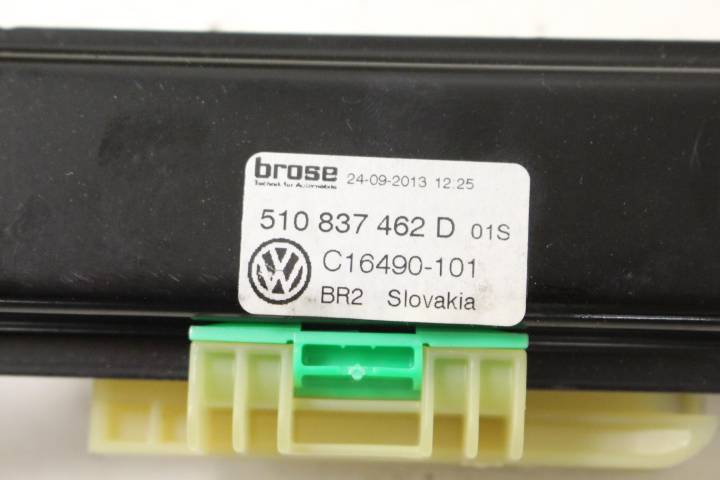 brose 24-09-2013 12:25
Technik für Automobile
510 837 462 D 01S
C16490-101
BR2 Slovakia